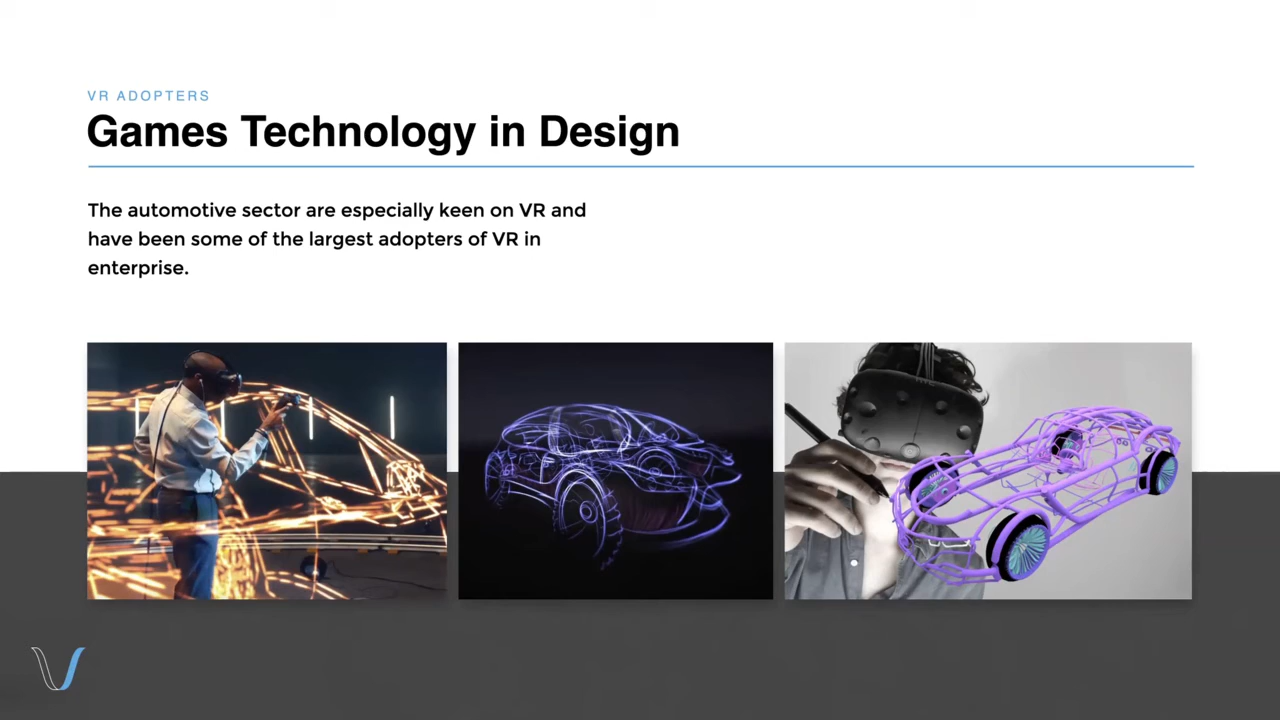 VR ADOPTERS
Games Technology in Design
The automotive sector are especially keen on VR and
have been some of the largest adopters of VR in
enterprise.